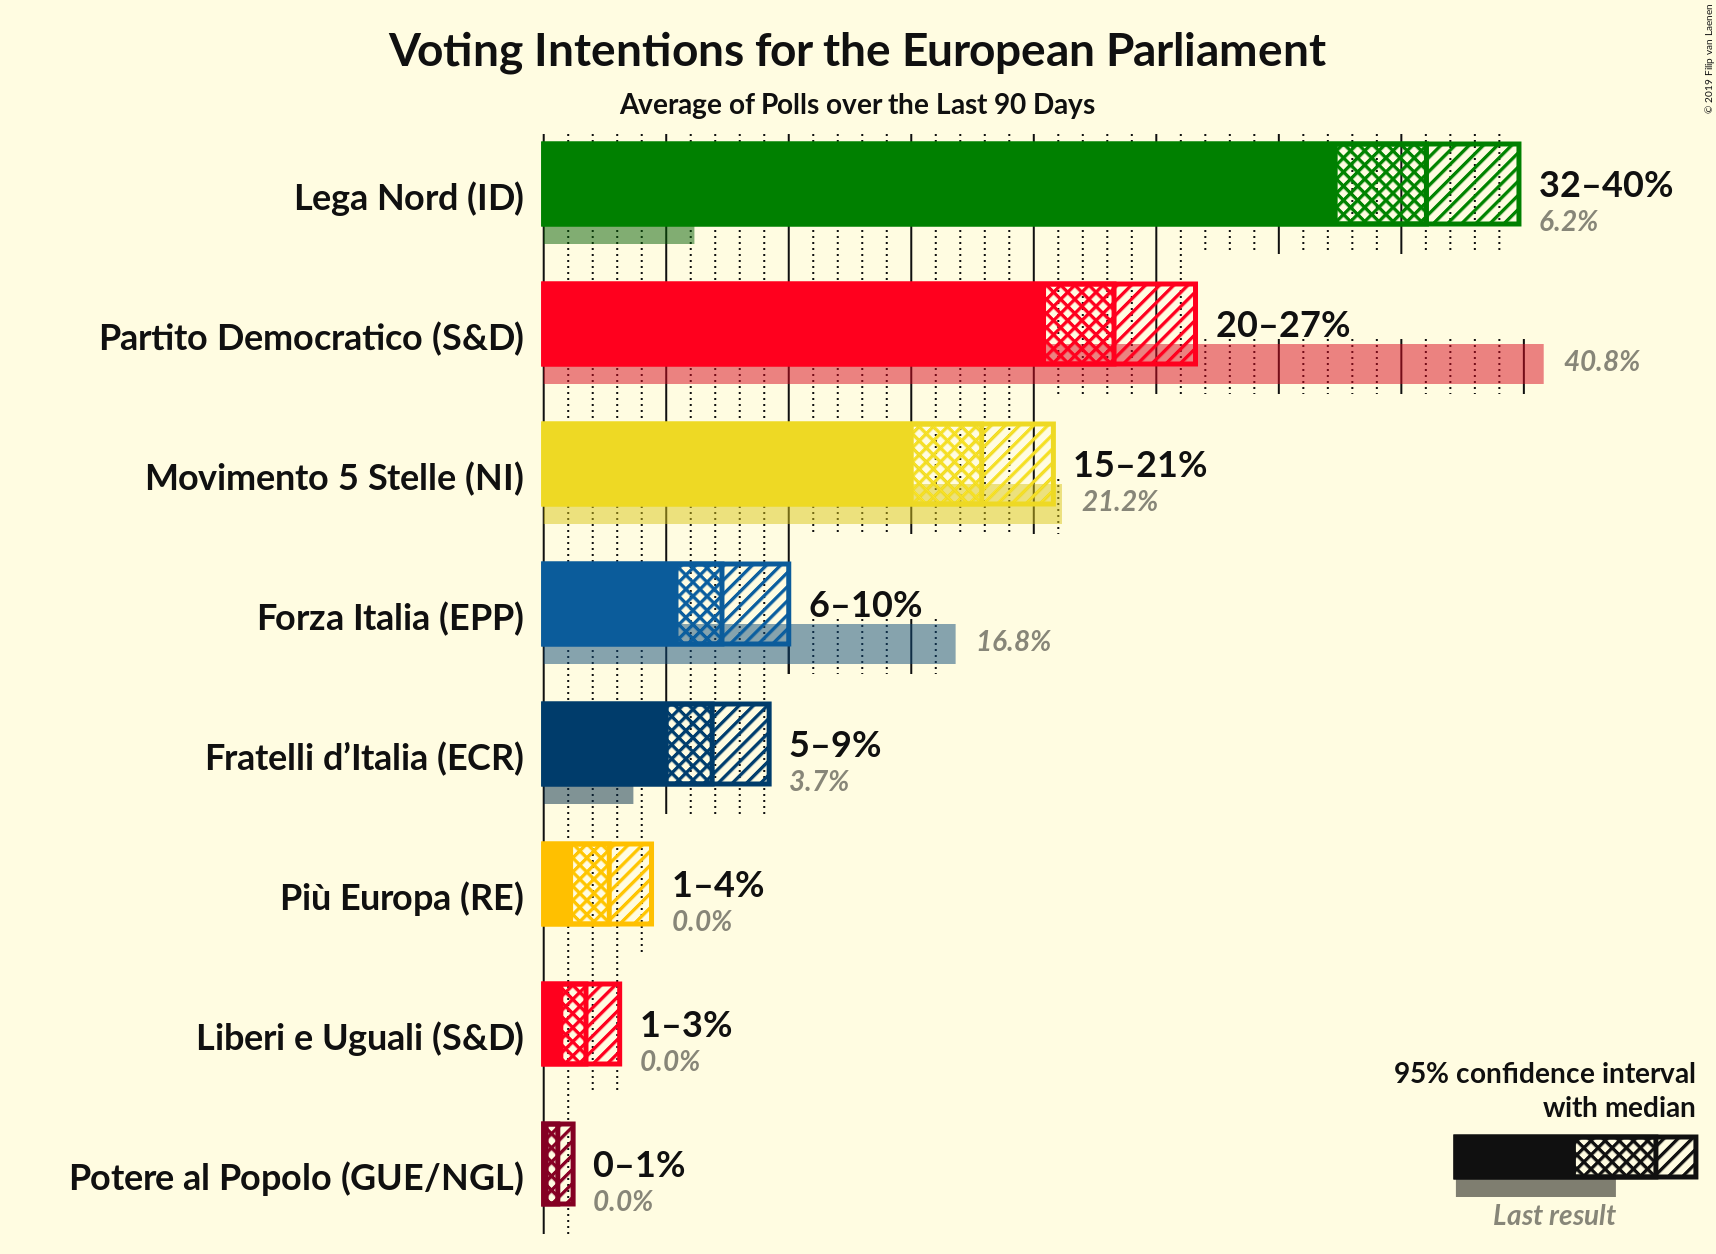 Voting Intentions for the European Parliament
Average of Polls over the Last 90 Days
© 2019 Filip van Laenen
Lega Nord (ID)
32–40%
6.2%
Partito Democratico (S&D)
20–27%
40.8%
Movimento 5 Stelle (NI)
15–21%
21.2%
Forza Italia (EPP)
6–10%
16.8%
Fratelli d’Italia (ECR)
5–9%
3.7%
Più Europa (RE)
1–4%
0.0%
Liberi e Uguali (S&D)
1–3%
0.0%
Potere al Popolo (GUE/NGL)
0–1%
0.0%
95% confidence interval
with median
Last result